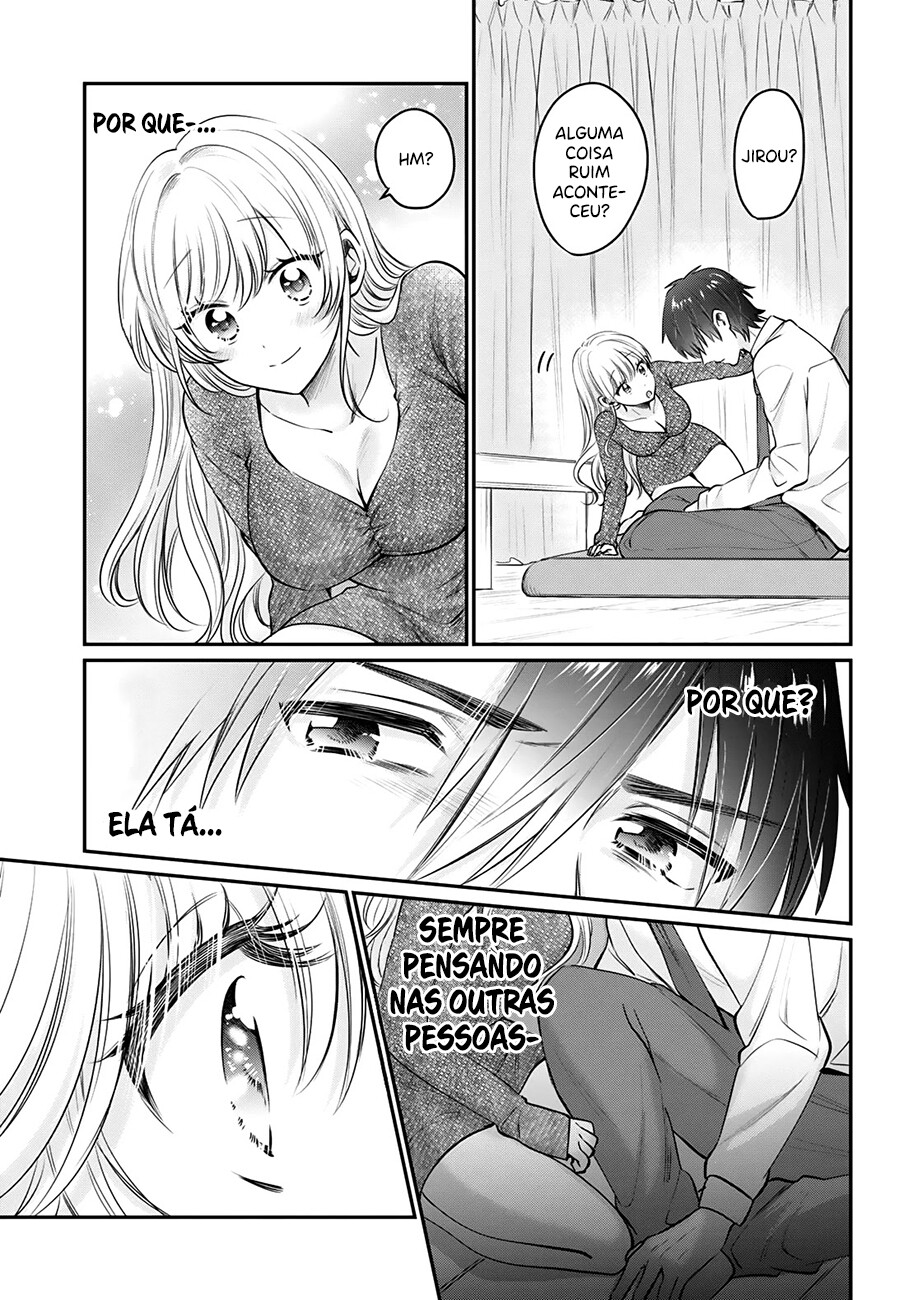 JIROU?
ALGUMA
COISA
RUIM
ACONTE-
CEU?
HM?
POR QUE-...
POR QUE?
ELA TÁ...
SEMPRE
PENSANDO
NAS OUTRAS
PESSOAS-